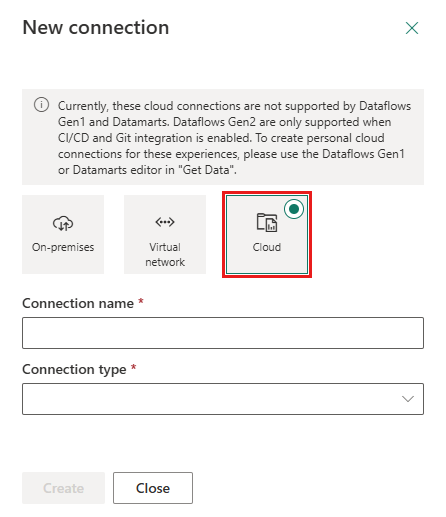 New connection
Currently, these cloud connections are not supported by Dataflows
Gen1 and Datamarts. Dataflows Gen2 are only supported when
CI/CD and Git integration is enabled. To create personal cloud
connections for these experiences, please use the Dataflows Gen1
or Datamarts editor in "Get Data".
On-premises
Virtual
network
Cloud
Connection name *
Connection type *
Create
Close